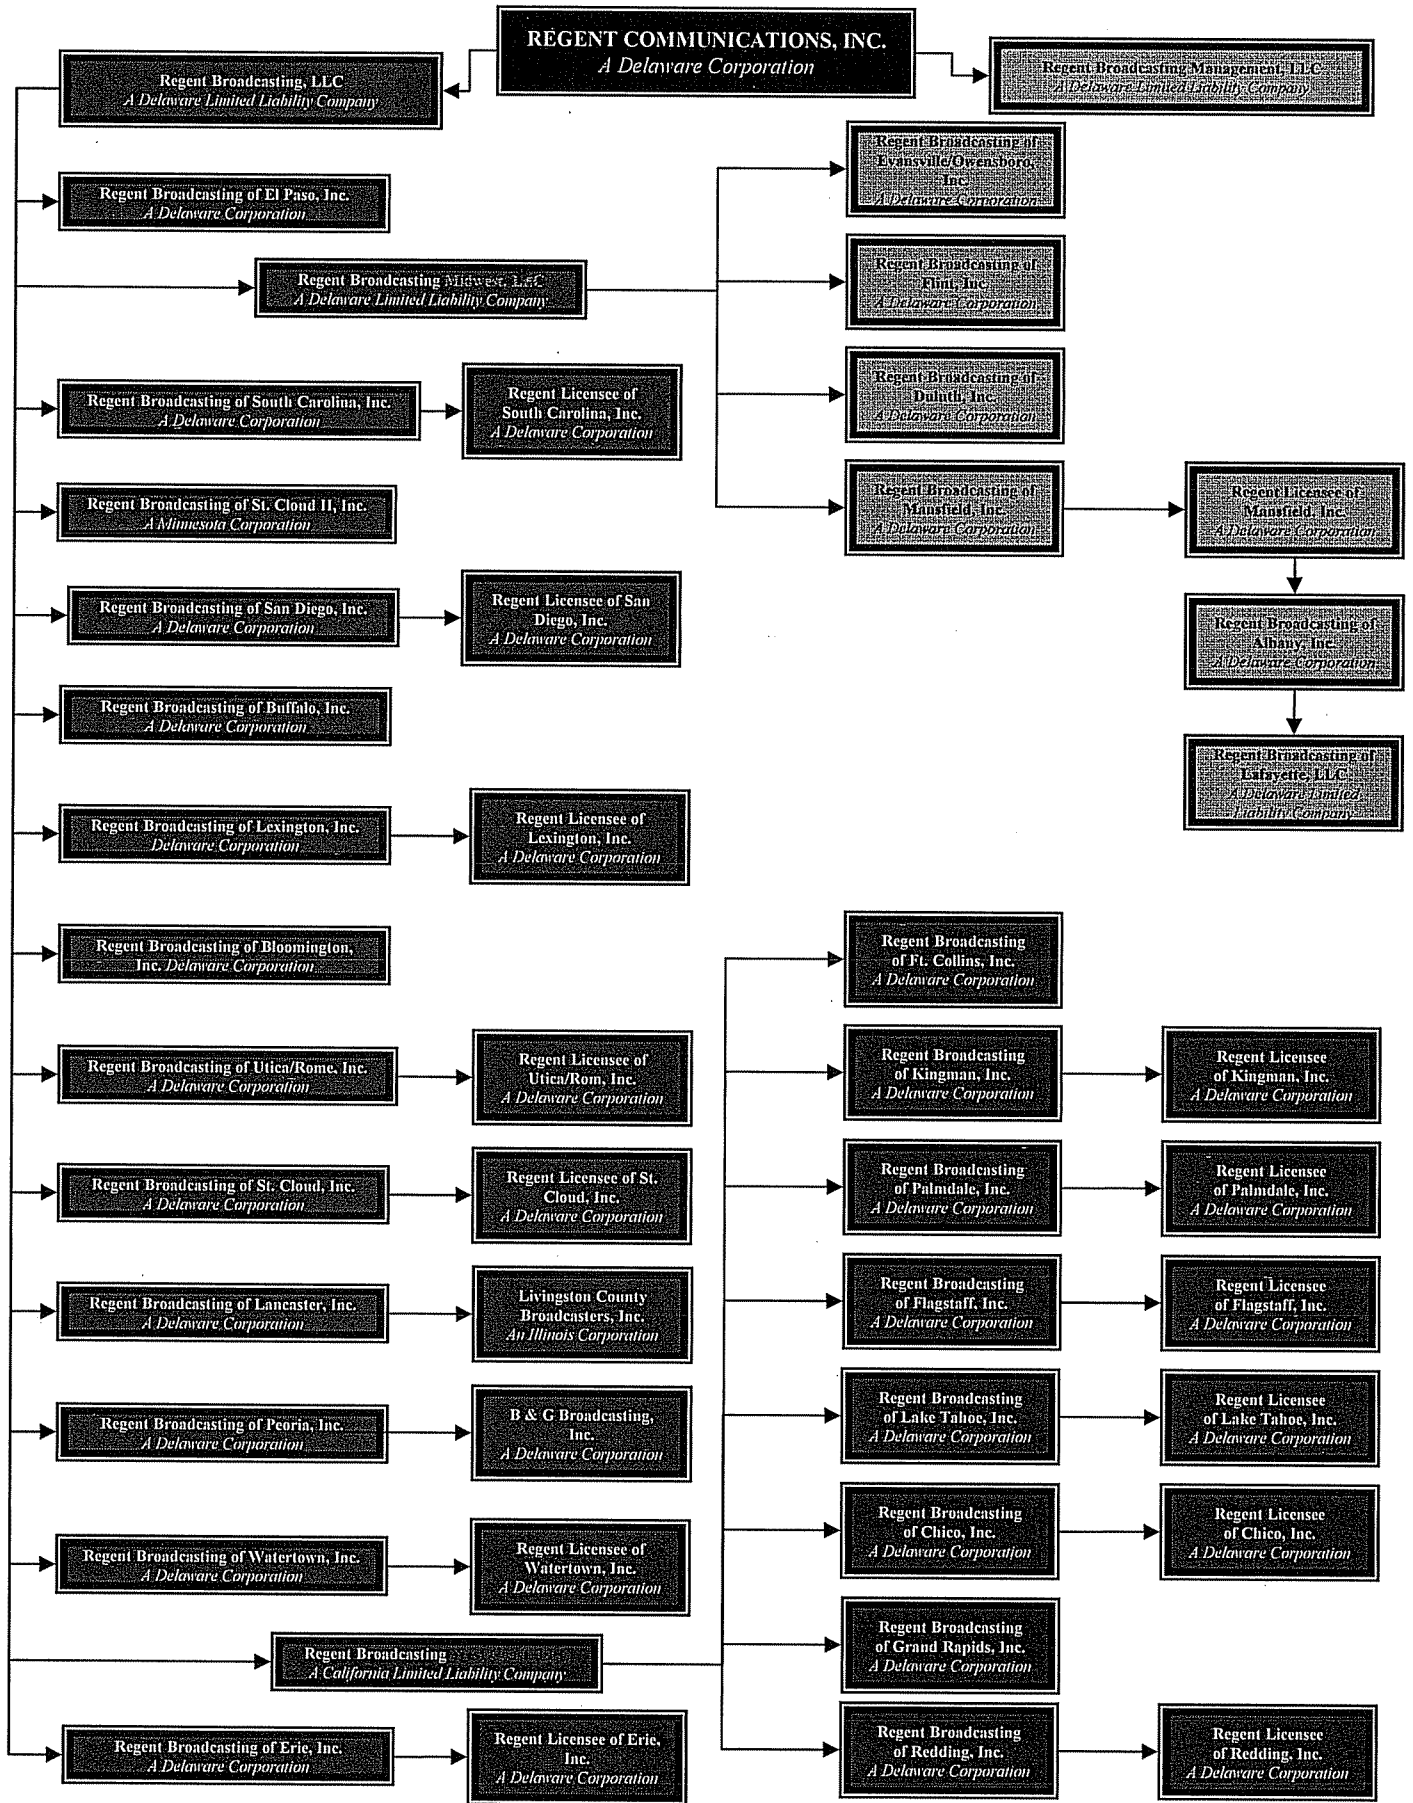 REGENT COMMUNICATIONS, INC.
A Delaware Corporation
Regent Broadcasting, LLC
A Delaware Limited Liability Company
Regent Broadcasting Management, LLC
A Delaware Limited Liability Company
Regent Broadcasting of El Paso, Inc.
A Delaware Corporation
Regent Broadcasting Midwest, LLC
A Delaware Limited Liability Company
Regent Broadcasting of
Evansville/Owensboro,
Inc.
A Delaware Corporation
Regent Broadcasting of
Flint, Inc.
A Delaware Corporation
Regent Broadcasting of
Duluth, Inc.
A Delaware Corporation
Regent Broadcasting of
Mansfield, Inc.
A Delaware Corporation
Regent Licensee of
Mansfield, Inc.
A Delaware Corporation
Regent Broadcasting of
Albany, Inc.
A Delaware Corporation
Regent Broadcasting of
Lafayette, LLC
A Delaware Limited
Liability Company
Regent Broadcasting of South Carolina, Inc.
A Delaware Corporation
Regent Licensee of
South Carolina, Inc.
A Delaware Corporation
Regent Broadcasting of St. Cloud II, Inc.
A Minnesota Corporation
Regent Broadcasting of San Diego, Inc.
A Delaware Corporation
Regent Licensee of San
Diego, Inc.
A Delaware Corporation
Regent Broadcasting of Buffalo, Inc.
A Delaware Corporation
Regent Broadcasting of Lexington, Inc.
Delaware Corporation
Regent Licensee of
Lexington, Inc.
A Delaware Corporation
Regent Broadcasting of Bloomington,
Inc. Delaware Corporation
Regent Broadcasting of Utica/Rome, Inc.
A Delaware Corporation
Regent Licensee of
Utica/Rom, Inc.
A Delaware Corporation
Regent Broadcasting of St. Cloud, Inc.
A Delaware Corporation
Regent Licensee of St.
Cloud, Inc.
A Delaware Corporation
Regent Broadcasting of Lancaster, Inc.
A Delaware Corporation
Livingston County
Broadcasters, Inc.
An Illinois Corporation
Regent Broadcasting of Peoria, Inc.
A Delaware Corporation
B & G Broadcasting,
Inc.
A Delaware Corporation
Regent Broadcasting of Watertown, Inc.
A Delaware Corporation
Regent Licensee of
Watertown, Inc.
A Delaware Corporation
Regent Broadcasting
A California Limited Liability Company
Regent Broadcasting of Erie, Inc.
A Delaware Corporation
Regent Licensee of Erie,
Inc.
A Delaware Corporation
Regent Broadcasting
of Ft. Collins, Inc.
A Delaware Corporation
Regent Broadcasting
of Kingman, Inc.
A Delaware Corporation
Regent Licensee
of Kingman, Inc.
A Delaware Corporation
Regent Broadcasting
of Palmdale, Inc.
A Delaware Corporation
Regent Licensee
of Palmdale, Inc.
A Delaware Corporation
Regent Broadcasting
of Flagstaff, Inc.
A Delaware Corporation
Regent Licensee
of Flagstaff, Inc.
A Delaware Corporation
Regent Broadcasting
of Lake Tahoe, Inc.
A Delaware Corporation
Regent Licensee
of Lake Tahoe, Inc.
A Delaware Corporation
Regent Broadcasting
of Chico, Inc.
A Delaware Corporation
Regent Licensee
of Chico, Inc.
A Delaware Corporation
Regent Broadcasting
of Grand Rapids, Inc.
A Delaware Corporation
Regent Broadcasting
of Redding, Inc.
A Delaware Corporation
Regent Licensee
of Redding, Inc.
A Delaware Corporation